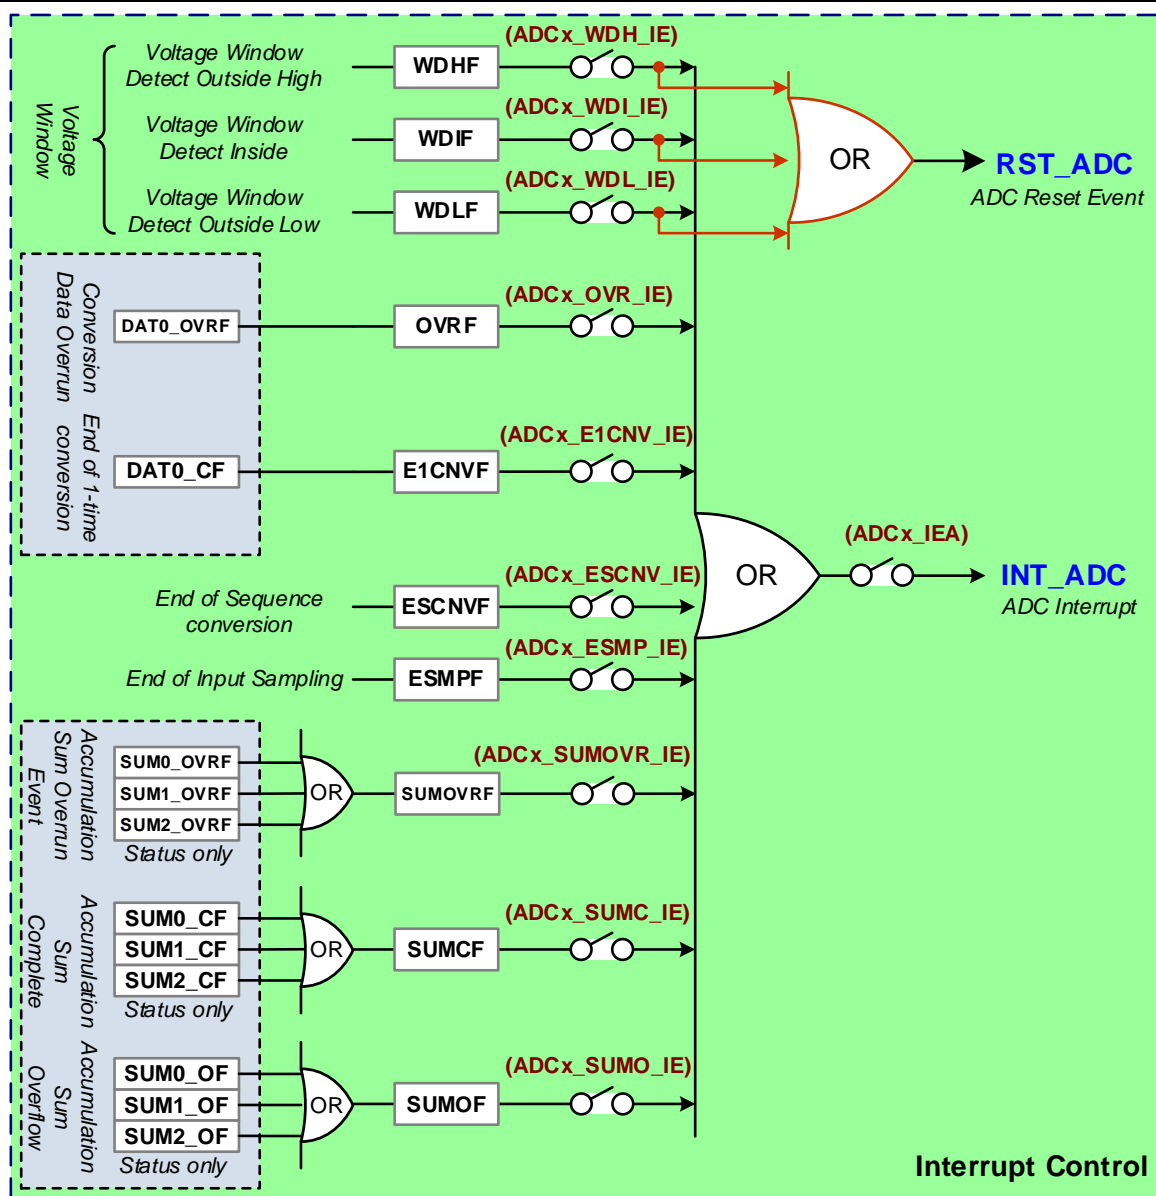 (ADCx_WDH_IE)
Voltage Window
Detect Outside High
WDHF
(ADCx_WDI_IE)
Voltage Window
Detect Inside
WDIF
(ADCx_WDL_IE)
Voltage Window
Detect Outside Low
WDLF
Voltage
Window
OR
RST_ADC
ADC Reset Event
Conversion
Data Overrun
DAT0_OVRF
OVRF
(ADCx_OVR_IE)
End of 1-time
conversion
DAT0_CF
E1CNVF
(ADCx_E1CNV_IE)
End of Sequence
conversion
ESCNVF
(ADCx_ESCNV_IE)
End of Input Sampling
ESMPF
(ADCx_ESMP_IE)
OR
(ADCx_IEA)
INT_ADC
ADC Interrupt
Accumulation
Sum Overrun
Event
SUM0_OVRF
SUM1_OVRF
SUM2_OVRF
Status only
OR
SUMOVRF
(ADCx_SUMOVR_IE)
Accumulation
Sum
Complete
SUM0_CF
SUM1_CF
SUM2_CF
Status only
OR
SUMCF
(ADCx_SUMC_IE)
Accumulation
Sum
Overflow
SUM0_OF
SUM1_OF
SUM2_OF
Status only
OR
SUMOF
(ADCx_SUMO_IE)
Interrupt Control